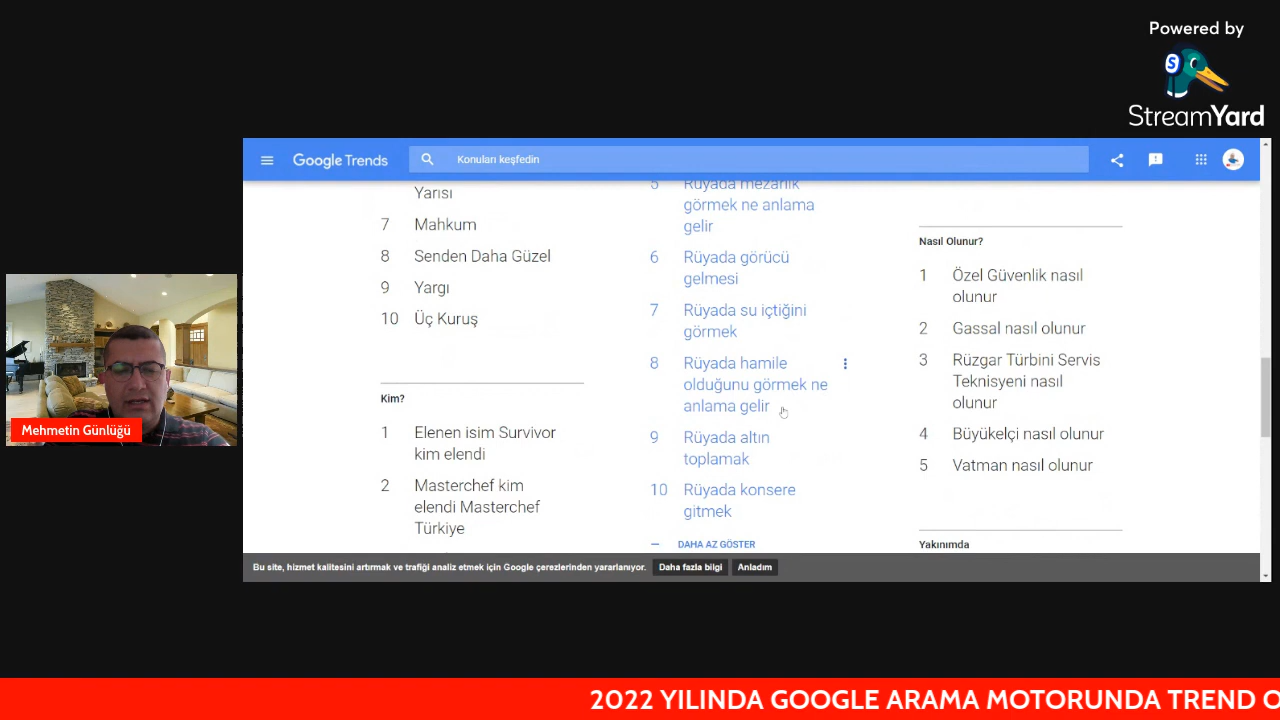 Powered by
S
StreamYard
Google Trends
Konuları keşfedin
Yarısı
7 Mahkum
8 Senden Daha Güzel
9 Yargı
10 Üç Kuruş
Kim?
1 Elenen isim Survivor
kim elendi
2 Masterchef kim
elendi Masterchef
Türkiye
5 Rüyada mezarlık
görmek ne anlama
gelir
6 Rüyada görücü
gelmesi
7 Rüyada su içtiğini
görmek
8 Rüyada hamile
olduğunu görmek ne
anlama gelir
9 Rüyada altın
toplamak
10 Rüyada konsere
gitmek
DAHA AZ GÖSTER
Nasıl Olunur?
1 Özel Güvenlik nasıl
olunur
2 Gassal nasıl olunur
3 Rüzgar Türbini Servis
Teknisyeni nasıl
olunur
4 Büyükelçi nasıl olunur
5 Vatman nasıl olunur
Yakınımda
Bu site, hizmet kalitesini artırmak ve trafiği analiz etmek için Google çerezlerinden yararlanıyor. Daha fazla bilgi Anladım
Mehmetin Günlüğü
2022 YILINDA GOOGLE ARAMA MOTORUNDA TREND O